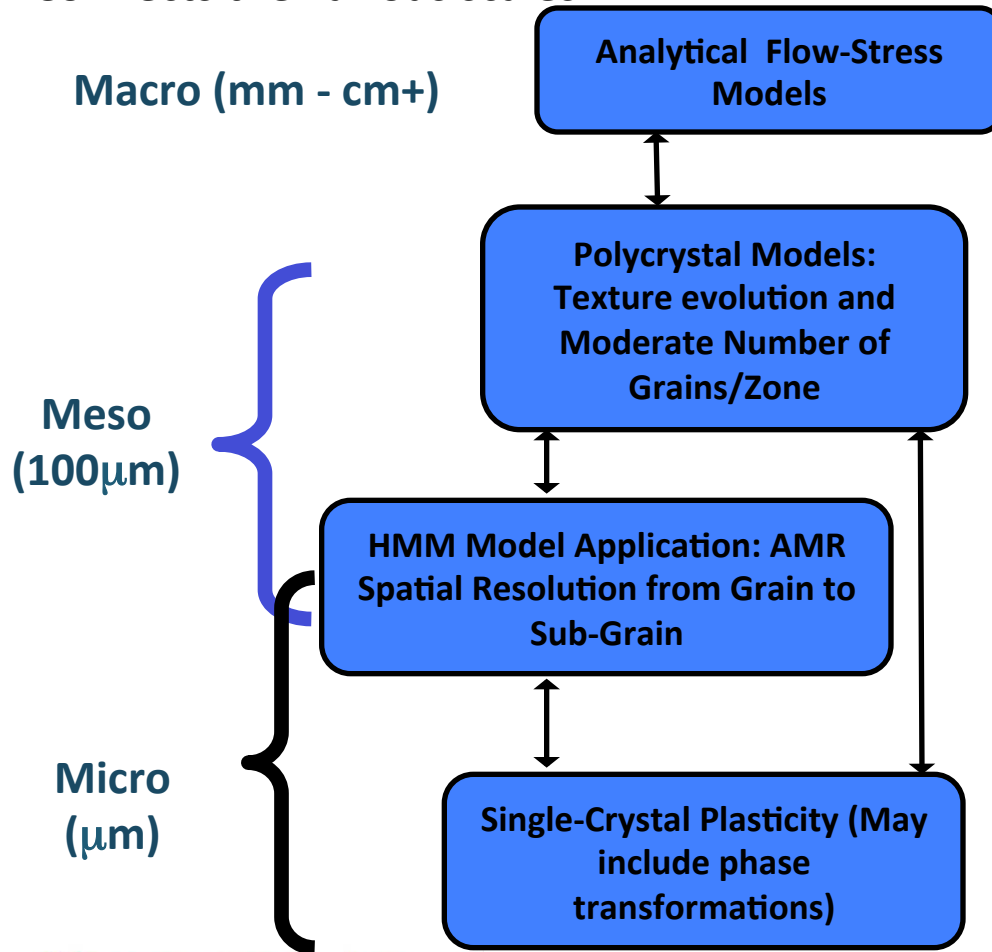 Analytical Flow-Stress
Models
Macro (mm - cm+)
Polycrystal Models:
Texture evolution and
Moderate Number of
Grains/Zone
Meso
(100μm)
HMM Model Application: AMR
Spatial Resolution from Grain to
Sub-Grain
Micro
(μm)
Single-Crystal Plasticity (May
include phase
transformations)